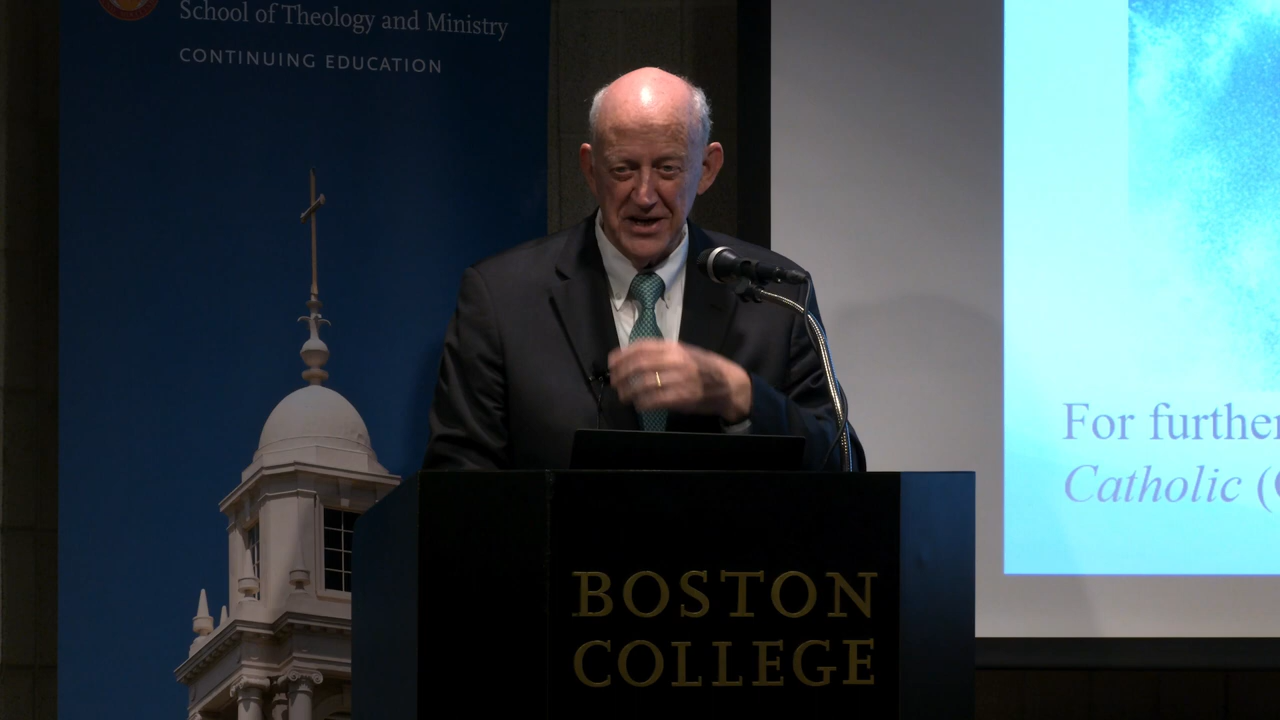 School of Theology and Ministry
CONTINUING EDUCATION
For further
Catholic (
BOSTON
COLLEGE